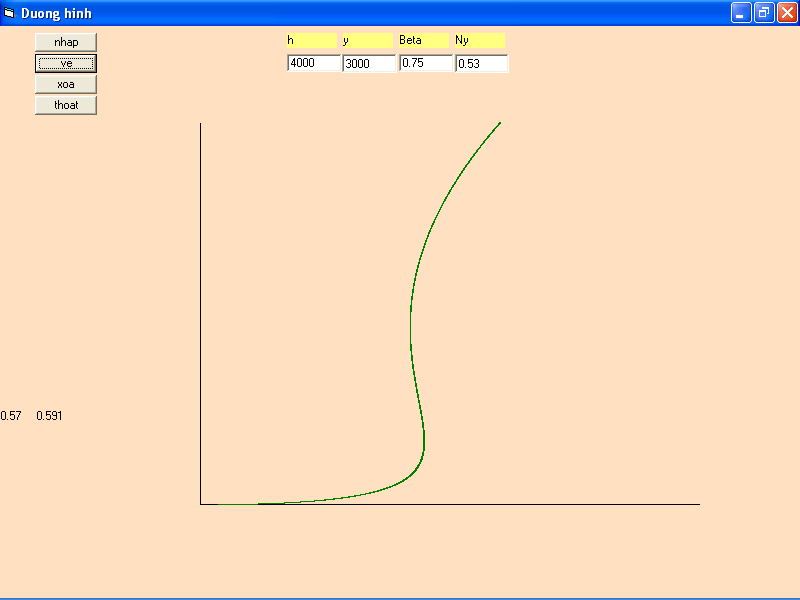 Duong hinh
nhap
ve
xoa
thoat
h y Beta Ny
4000 3000 0.75 0.53
0.57 0.591